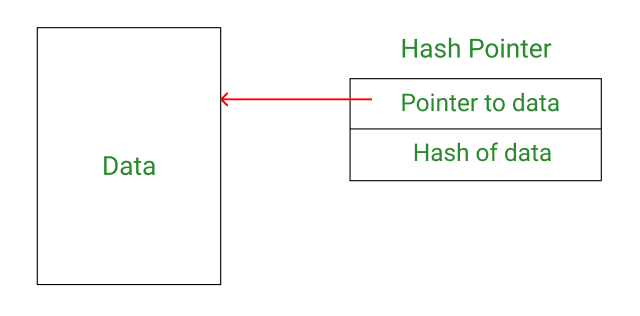 Hash Pointer
Pointer to data
Hash of data
Data